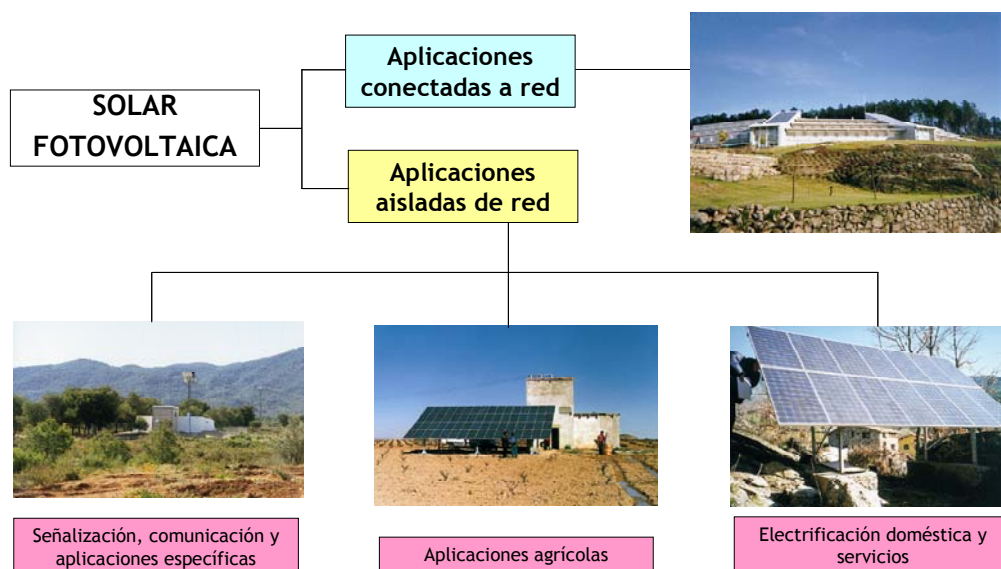 SOLAR
FOTOVOLTAICA
Aplicaciones
conectadas a red
Aplicaciones
aisladas de red
Señalización, comunicación y
aplicaciones específicas
Aplicaciones agrícolas
Electrificación doméstica y
servicios